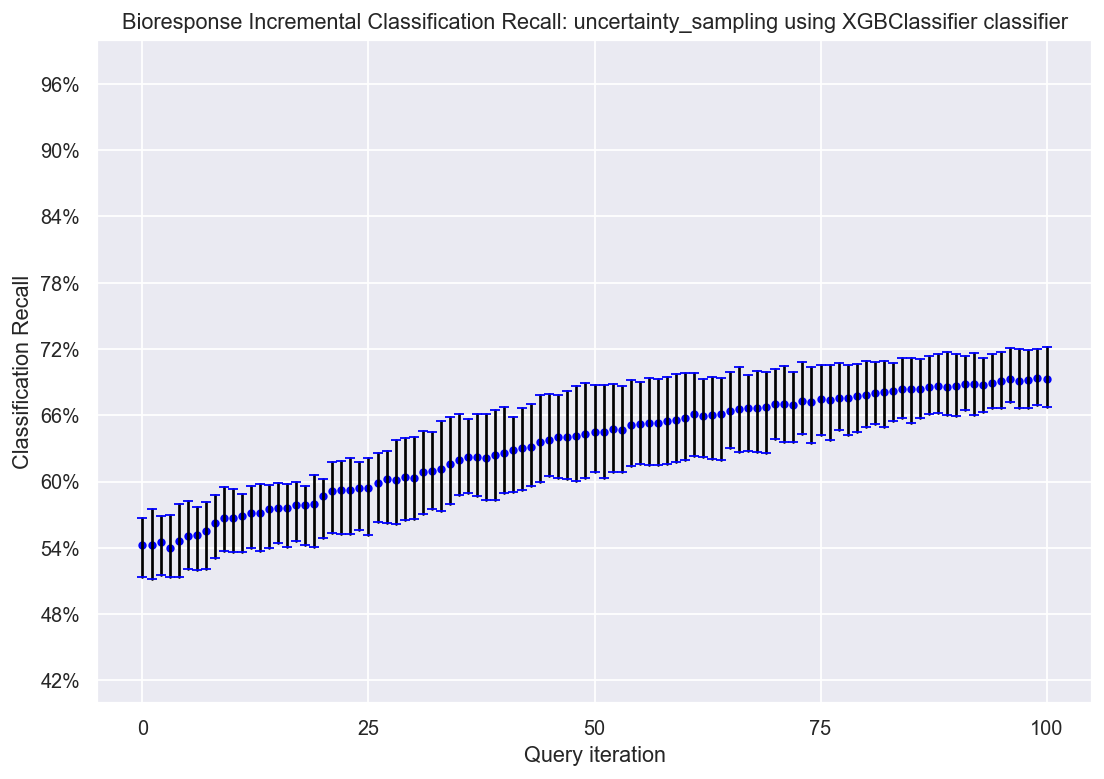 Bioresponse Incremental Classification Recall: uncertainty_sampling using XGBClassifier classifier
96%
90%
84%
78%
72%
66%
60%
54%
48%
42%
Classification Recall
0 25 50 75 100
Query iteration